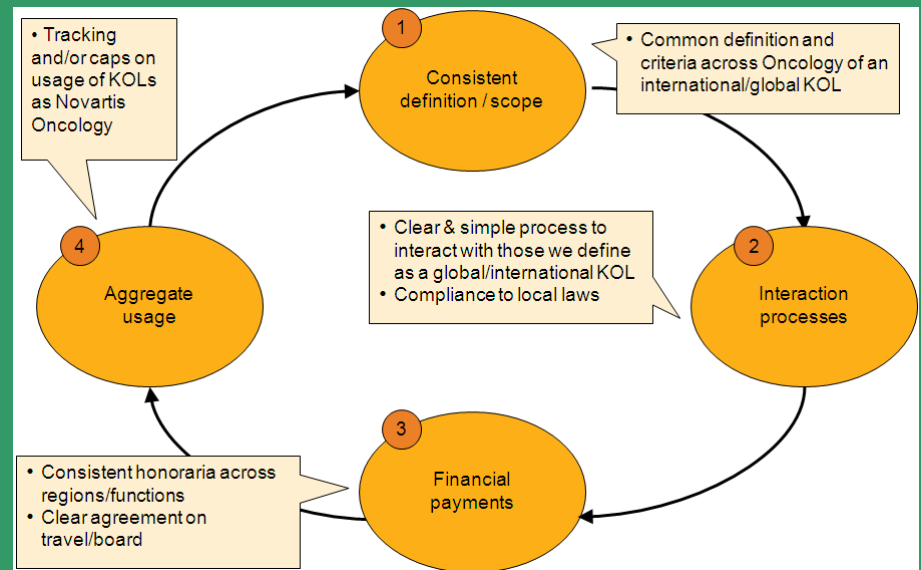 1
Consistent
definition / scope
• Common definition and
criteria across Oncology of an
international/global KOL
2
Interaction
processes
• Clear & simple process to
interact with those we define
as a global/international KOL
• Compliance to local laws
3
Financial
payments
• Consistent honoraria across
regions/functions
• Clear agreement on
travel/board
4
Aggregate
usage
• Tracking
and/or caps on
usage of KOLs
as Novartis
Oncology